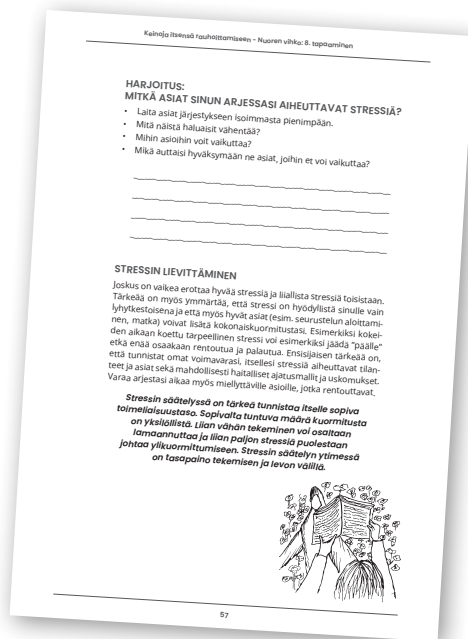 Keinoja itsensä rauhoittamiseen – Nuoren vihko: 8. tapaaminen
HARJOITUS:
MITKÄ ASIAT SINUN ARJESSASI AIHEUTTAVAT STRESSIÄ?
• Laita asiat järjestykseen isoimmasta pienimpään.
• Mitä näistä haluaisit vähentää?
• Mihin asioihin voit vaikuttaa?
• Mikä auttaisi hyväksymään ne asiat, joihin et voi vaikuttaa?
STRESSIN LIEVITTÄMINEN
Joskus on vaikea erottaa hyvää stressiä ja liiallista stressiä toisistaan.
Tärkeää on myös ymmärtää, että stressi on hyödyllistä sinulle vain
lyhytkestoisena ja että myös hyvät asiat (esim. seurustelun aloittami-
nen, matka) voivat lisätä kokonaiskuormitustasi. Esimerkiksi kokei-
den aikaan koettu tarpeellinen stressi voi esimerkiksi jäädä "päälle"
etkä enää osaakaan rentoutua ja palautua. Ensisijaisen tärkeää on,
että tunnistat omat voimavarasi, itsellesi stressiä aiheuttavat tilan-
teet ja asiat sekä mahdollisesti haitalliset ajatusmallit ja uskomukset.
Varaa arjestasi aikaa myös miellyttäville asioille, jotka rentouttavat.
Stressin säätelyssä on tärkeä tunnistaa itselle sopiva
toimeliaisuustaso. Sopivalta tuntuva määrä kuormitusta
on yksilöllistä. Liian vähän tekeminen voi osaltaan
lamaannuttaa ja liian paljon stressiä puolestaan
johtaa ylikuormittumiseen. Stressin säätelyn ytimessä
on tasapaino tekemisen ja levon välillä.
57